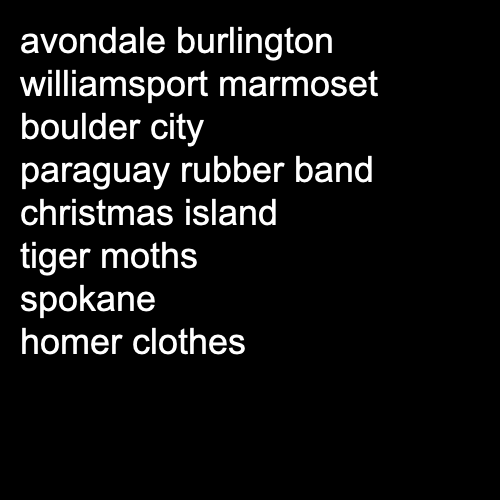 avondale burlington
williamsport marmoset
boulder city
paraguay rubber band
christmas island
tiger moths
spokane
homer clothes